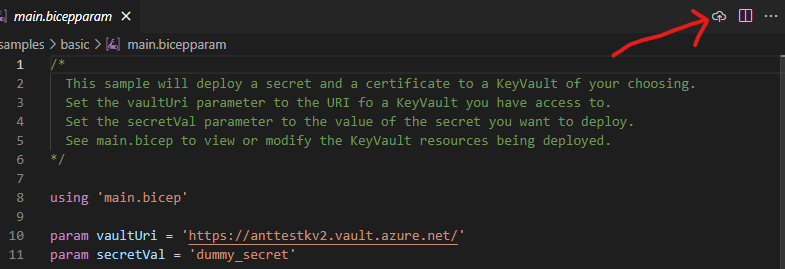 main.bicepparam
samples > basic > main.bicepparam
1 /*
2 This sample will deploy a secret and a certificate to a KeyVault of your choosing.
3 Set the vaultUri parameter to the URI fo a KeyVault you have access to.
4 Set the secretVal parameter to the value of the secret you want to deploy.
5 See main.bicep to view or modify the KeyVault resources being deployed.
6 */
7
8 using 'main.bicep'
9
10 param vaultUri = 'https://anttestkv2.vault.azure.net/'
11 param secretVal = 'dummy_secret'